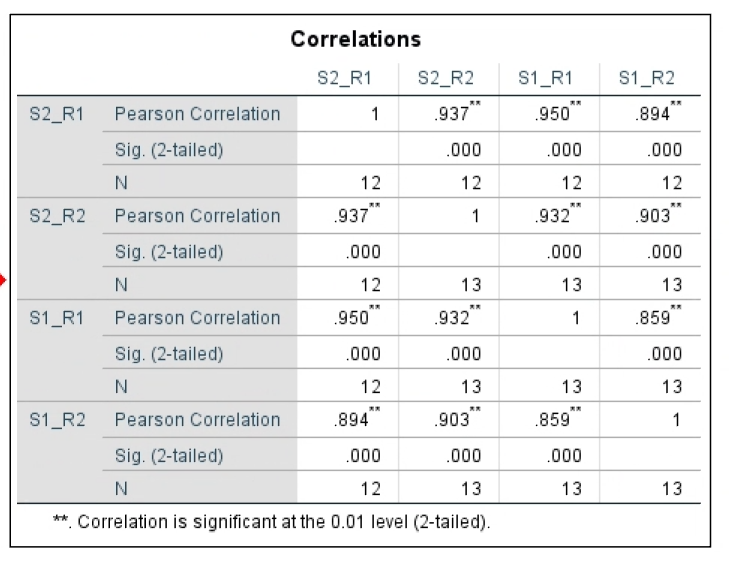 Correlations
S2_R1 S2_R2 S1_R1 S1_R2
S2_R1 Pearson Correlation 1 .937** .950** .894**
Sig. (2-tailed) .000 .000 .000
N 12 12 12 12
S2_R2 Pearson Correlation .937** 1 .932** .903**
Sig. (2-tailed) .000 .000 .000
N 12 13 13 13
S1_R1 Pearson Correlation .950** .932** 1 .859**
Sig. (2-tailed) .000 .000 .000
N 12 13 13 13
S1_R2 Pearson Correlation .894** .903** .859** 1
Sig. (2-tailed) .000 .000 .000
N 12 13 13 13
**. Correlation is significant at the 0.01 level (2-tailed).